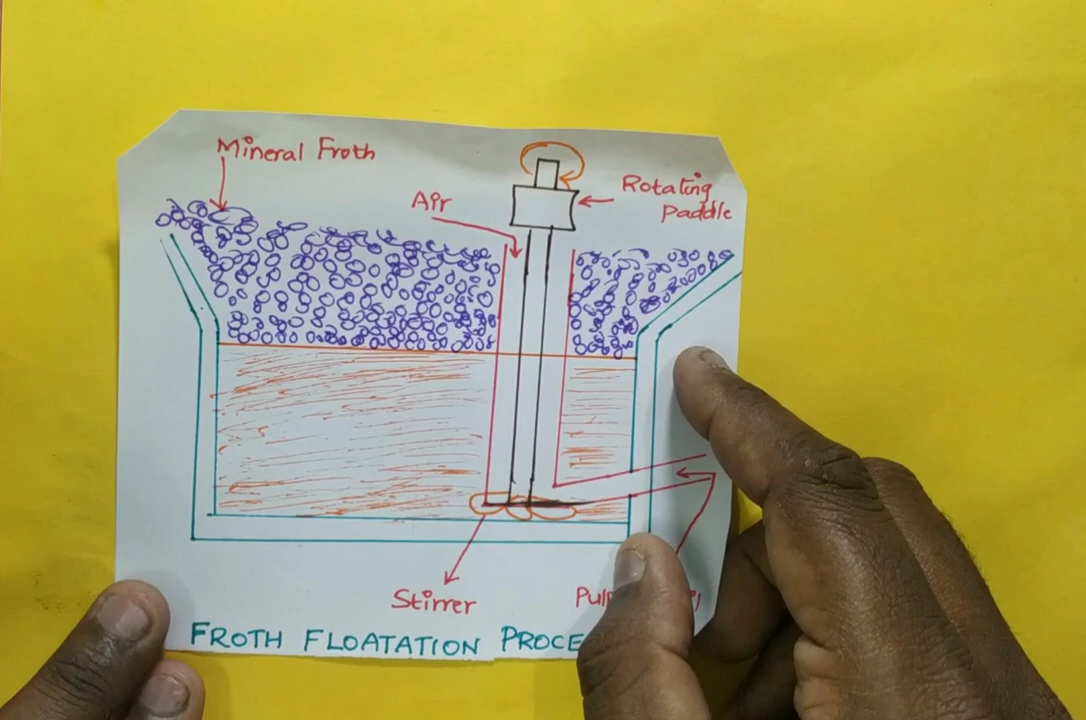 Mineral Froth
Air
Rotating
Paddle
Stirrer
FROTH FLOATATION